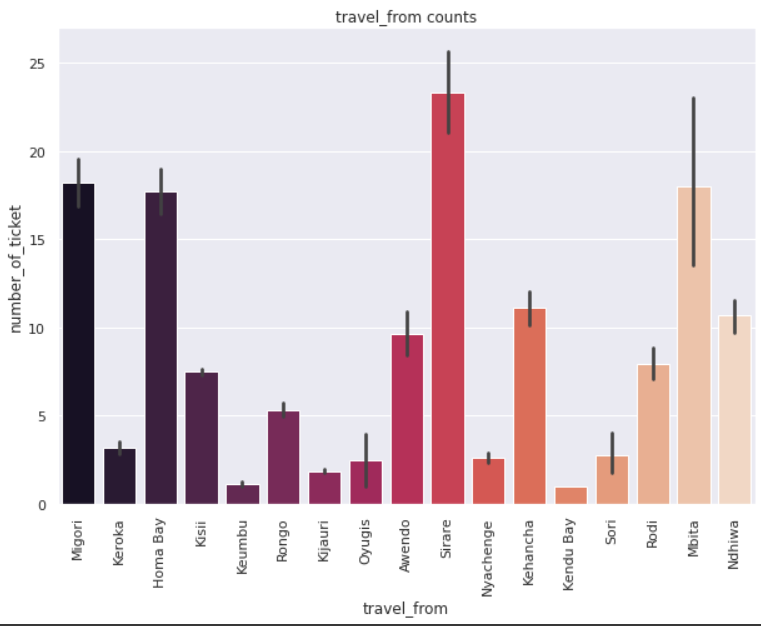 travel_from counts
number_of_ticket
25
20
15
10
5
0
Migori
Keroka
Homa Bay
Kisii
Keumbu
Rongo
Kijauri
Oyugis
Awendo
Sirare
Nyachenge
Kehancha
Kendu Bay
Sori
Rodi
Mbita
Ndhiwa
travel_from